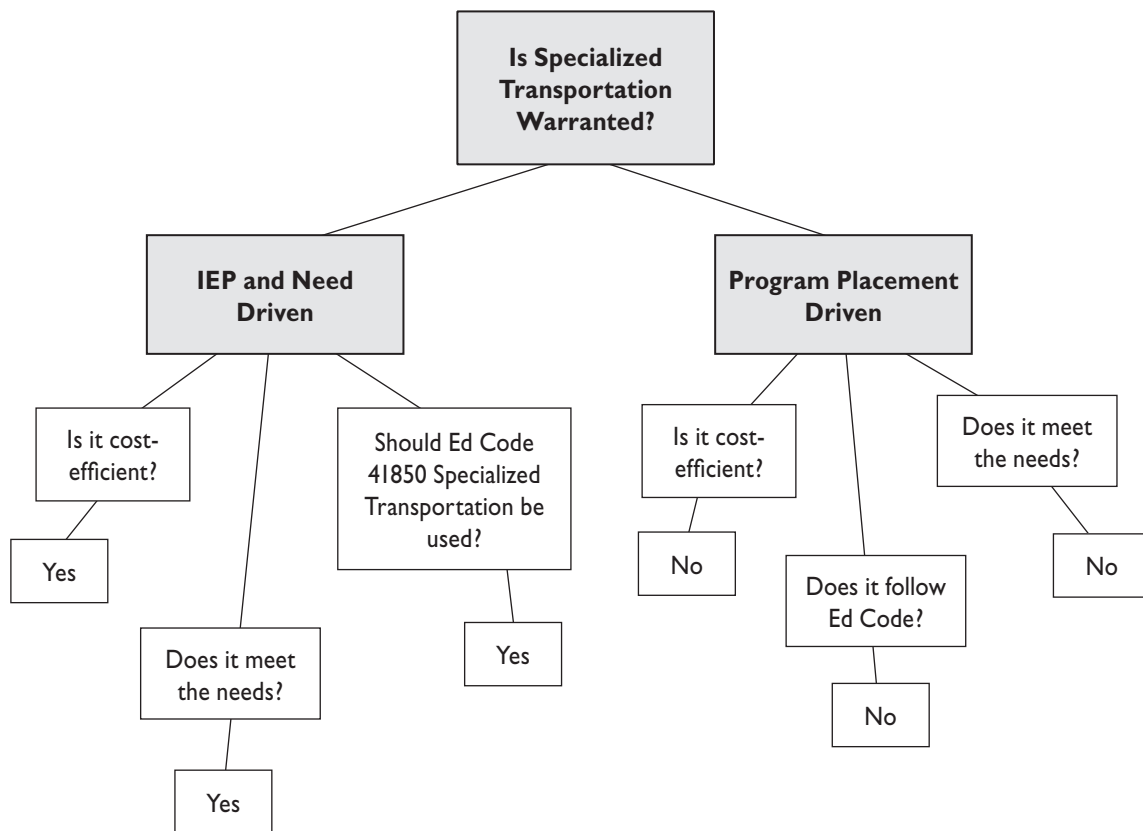 Is Specialized
Transportation
Warranted?
IEP and Need
Driven
Is it cost-
efficient?
Yes
Does it meet
the needs?
Yes
Should Ed Code
41850 Specialized
Transportation be
used?
Yes
Program Placement
Driven
Is it cost-
efficient?
No
Does it follow
Ed Code?
No
Does it meet
the needs?
No